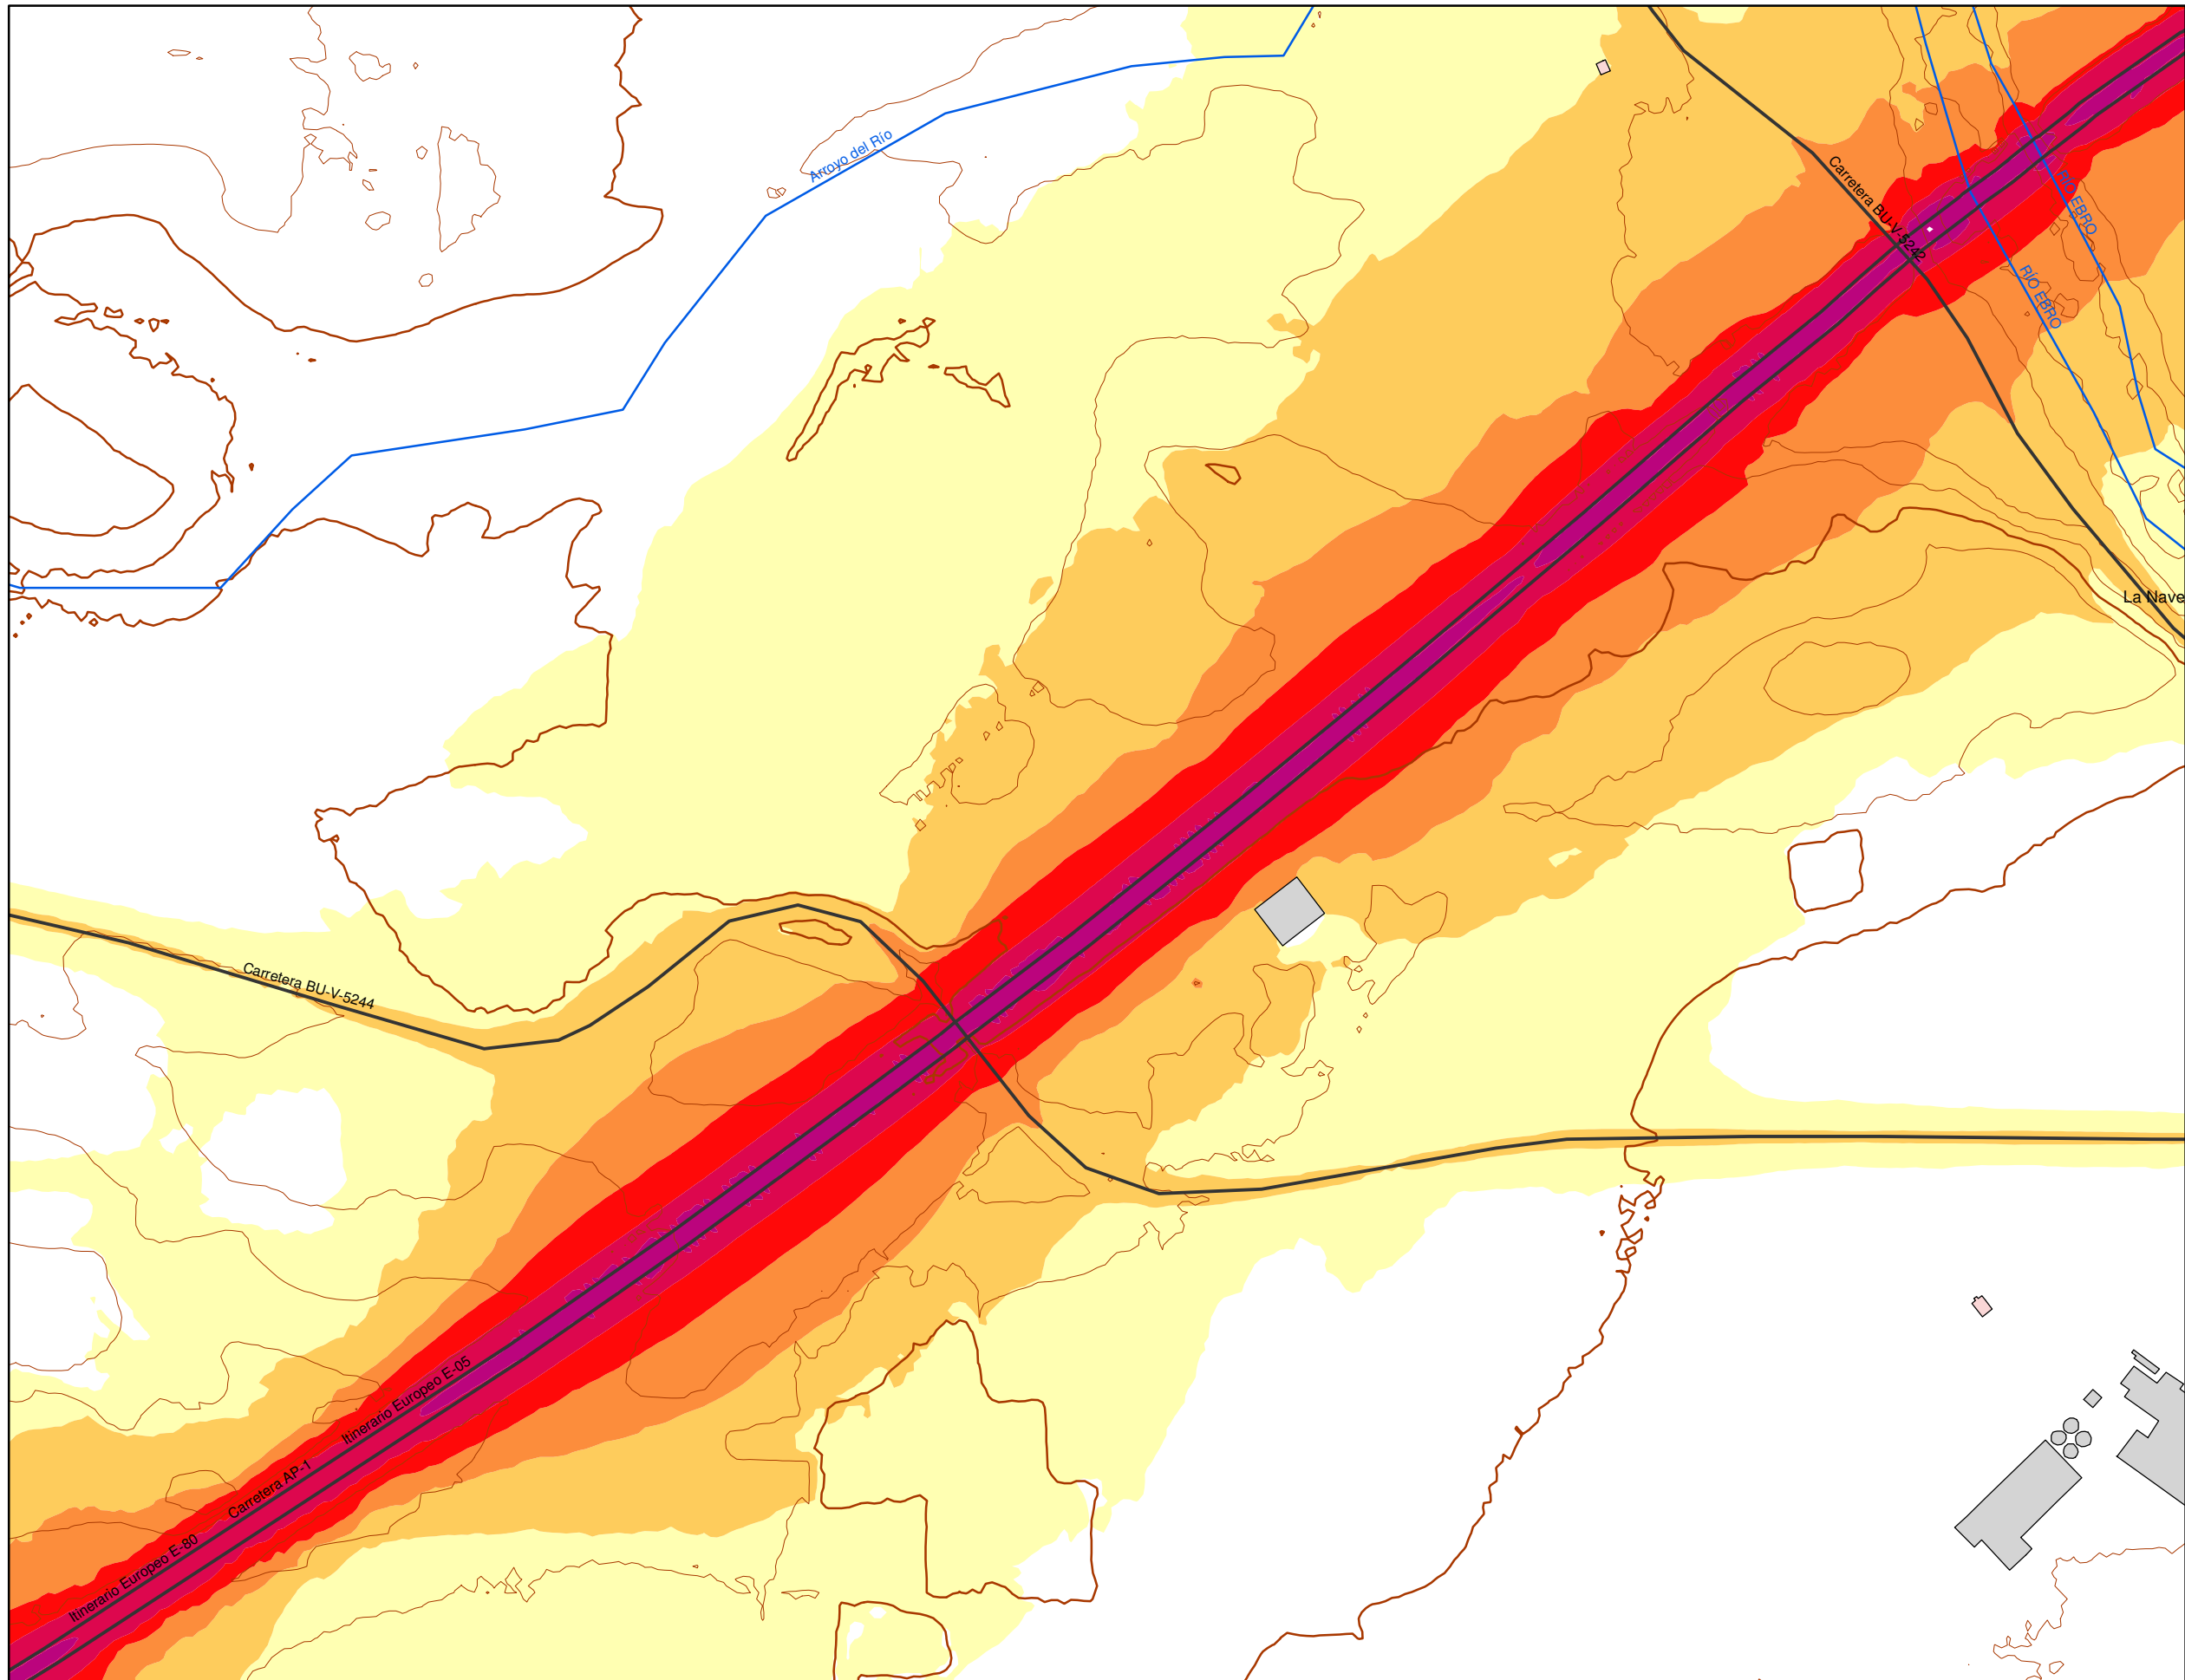 Arroyo del Río
Carretera BU-V-5242
RÍO EBRO
RÍO EBRO
La Nave
Carretera BU-V-5244
Itinerario Europeo E-05
Carretera AP-1
Itinerario Europeo E-80